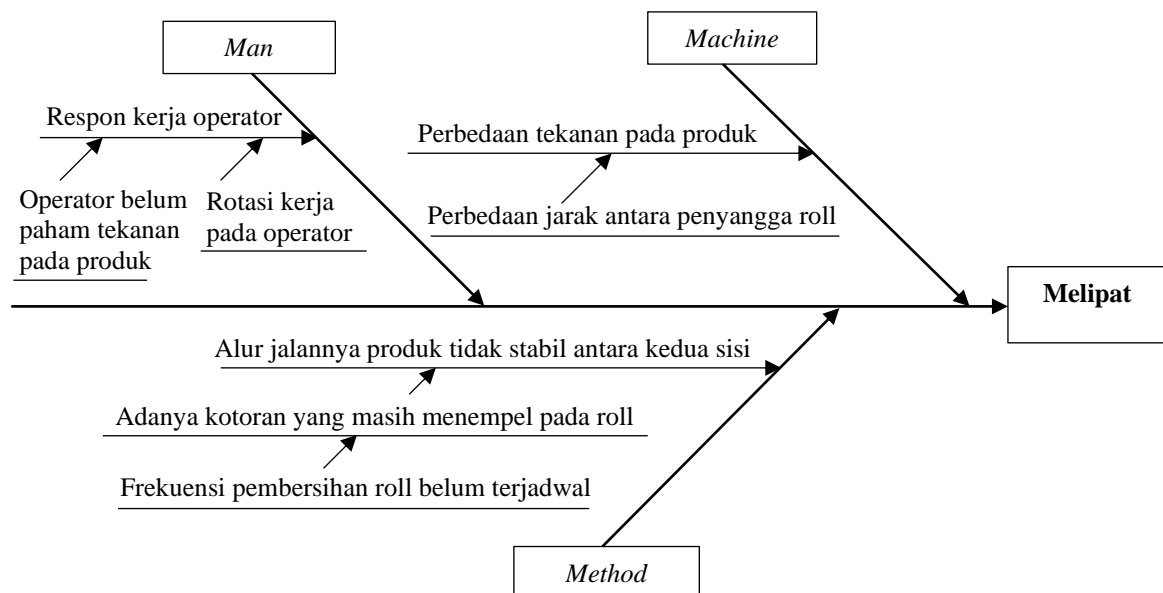 Man
Machine
Respon kerja operator
Perbedaan tekanan pada produk
Operator belum
paham tekanan
pada produk
Rotasi kerja
pada operator
Perbedaan jarak antara penyangga roll
Melipat
Alur jalannya produk tidak stabil antara kedua sisi
Adanya kotoran yang masih menempel pada roll
Frekuensi pembersihan roll belum terjadwal
Method